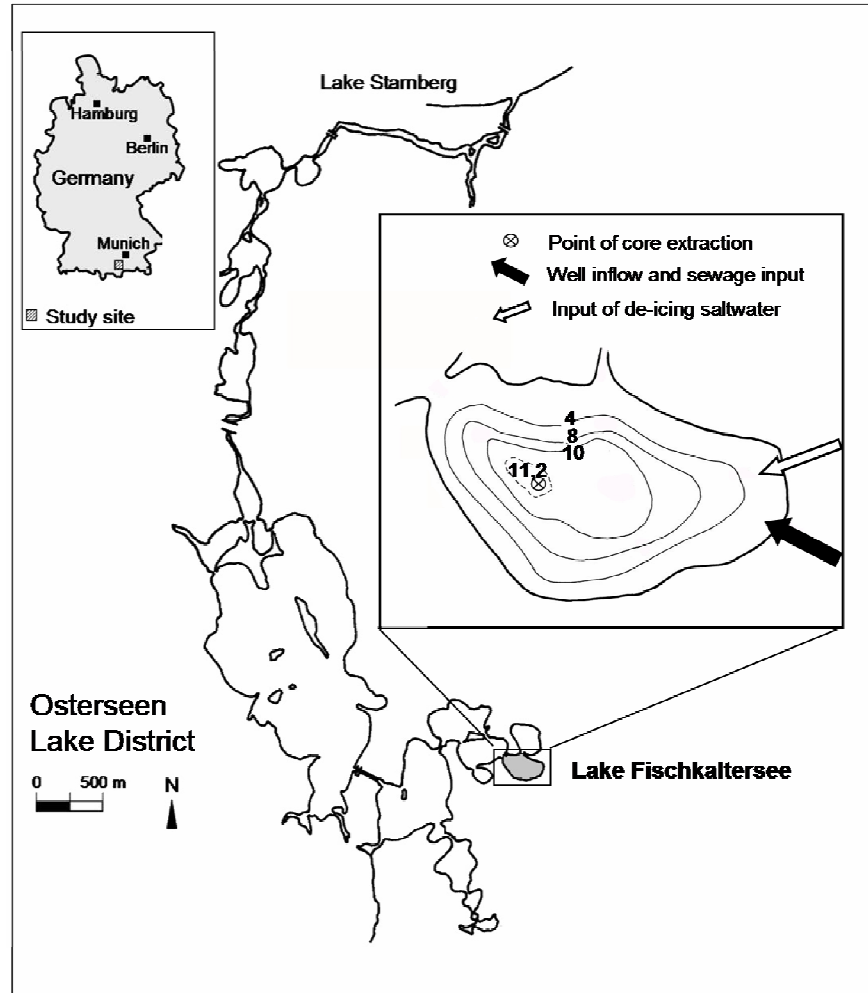 Lake Starnberg
Hamburg
Berlin
Germany
Munich
Study site
Point of core extraction
Well inflow and sewage input
Input of de-icing saltwater
4
8
10
11,2
Osterseen
Lake District
0 500 m
N
Lake Fischkaltersee